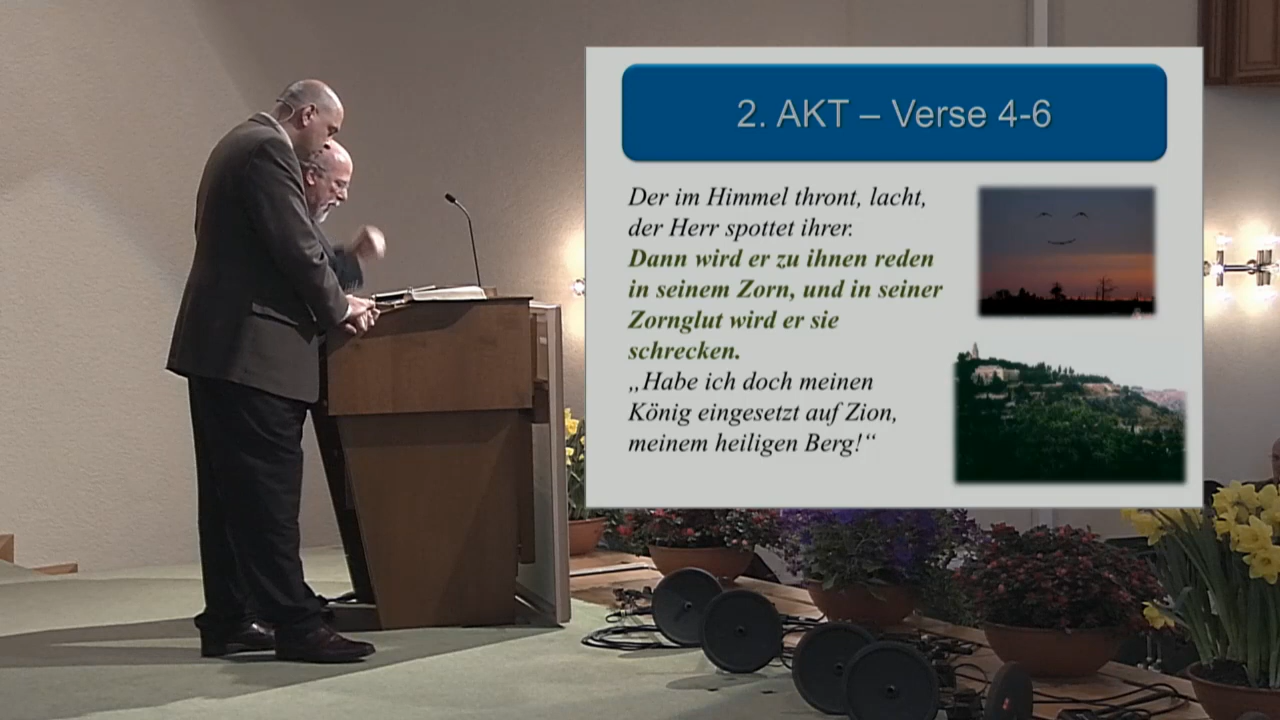 2. AKT – Verse 4-6
Der im Himmel thront, lacht,
der Herr spottet ihrer.
Dann wird er zu ihnen reden
in seinem Zorn, und in seiner
Zornglut wird er sie
schrecken.
„Habe ich doch meinen
König eingesetzt auf Zion,
meinem heiligen Berg!“